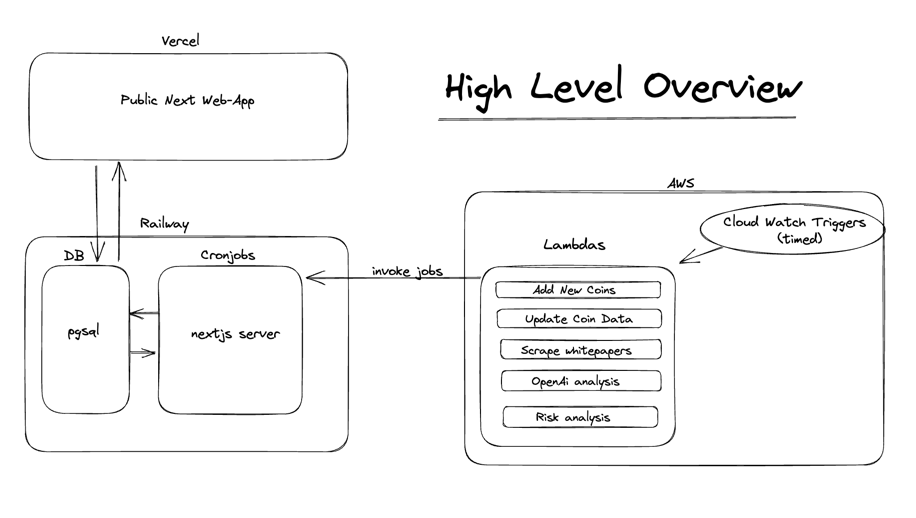 Vercel
Public Next Web-App
High Level Overview
Railway
DB
Cronjobs
pgsql
nextjs server
invoke jobs
AWS
Cloud Watch Triggers
(timed)
Lambdas
Add New Coins
Update Coin Data
Scrape whitepapers
OpenAi analysis
Risk analysis